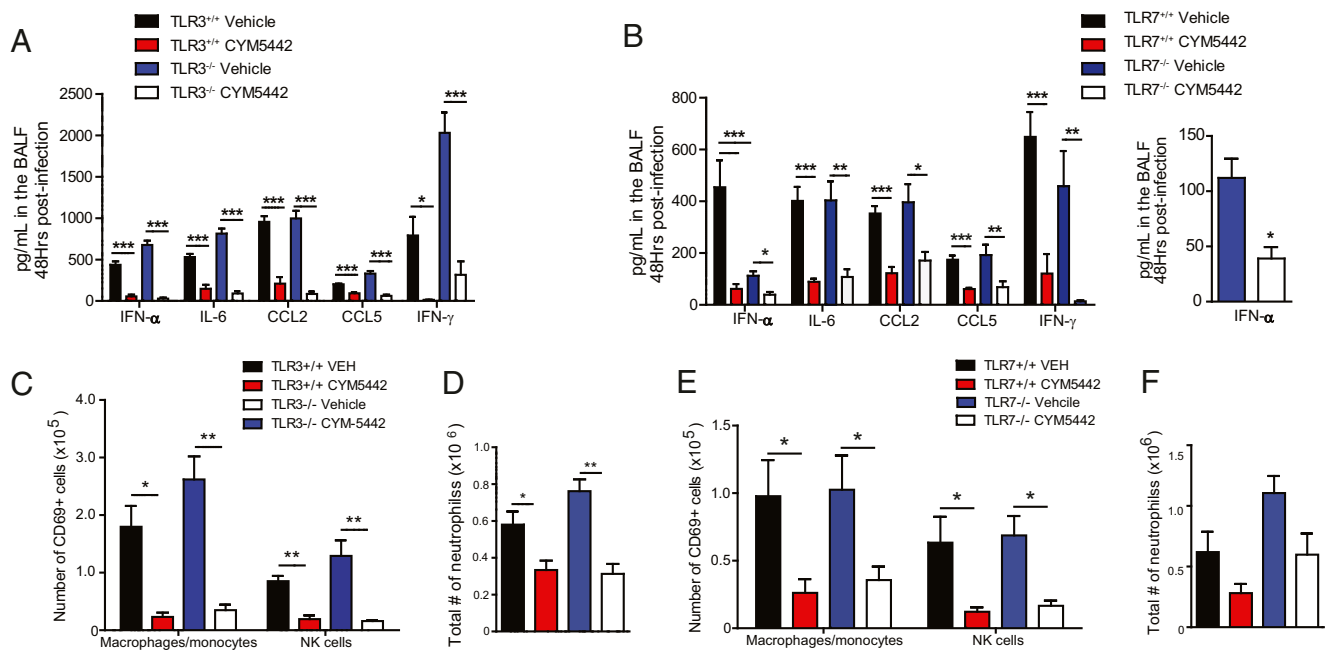 A
TLR3+/+ Vehicle
TLR3+/+ CYM5442
TLR3-/- Vehicle
TLR3-/- CYM5442
pg/mL in the BALF
48Hrs post-infection
2500
2000
1500
1000
500
0
*** *** *** *** *** *** *** *** * ***
IFN-α IL-6 CCL2 CCL5 IFN-γ
B
TLR7+/+ Vehicle
TLR7+/+ CYM5442
TLR7-/- Vehicle
TLR7-/- CYM5442
pg/mL in the BALF
48Hrs post-infection
800
600
400
200
0
*** * *** ** *** * *** ** *** **
IFN-α IL-6 CCL2 CCL5 IFN-γ
pg/mL in the BALF
48Hrs post-infection
150
100
50
0
*
IFN-α
C
TLR3+/+ VEH
TLR3+/+ CYM5442
TLR3-/- Vehicle
TLR3-/- CYM-5442
Number of CD69+ cells (x10⁵)
4.0
3.0
2.0
1.0
0
* ** ** **
Macrophages/monocytes NK cells
D
Total # of neutrophilss (x10 ⁶)
1.0
0.8
0.6
0.4
0.2
0
* **
E
TLR7+/+ VEH
TLR7+/+ CYM5442
TLR7-/- Vehcile
TLR7-/- CYM5442
Number of CD69+ cells (x10⁵)
1.5
1.0
0.5
0
* * * *
Macrophages/monocytes NK cells
F
Total # of neutrophilss (x10⁶)
1.5
1.0
0.5
0